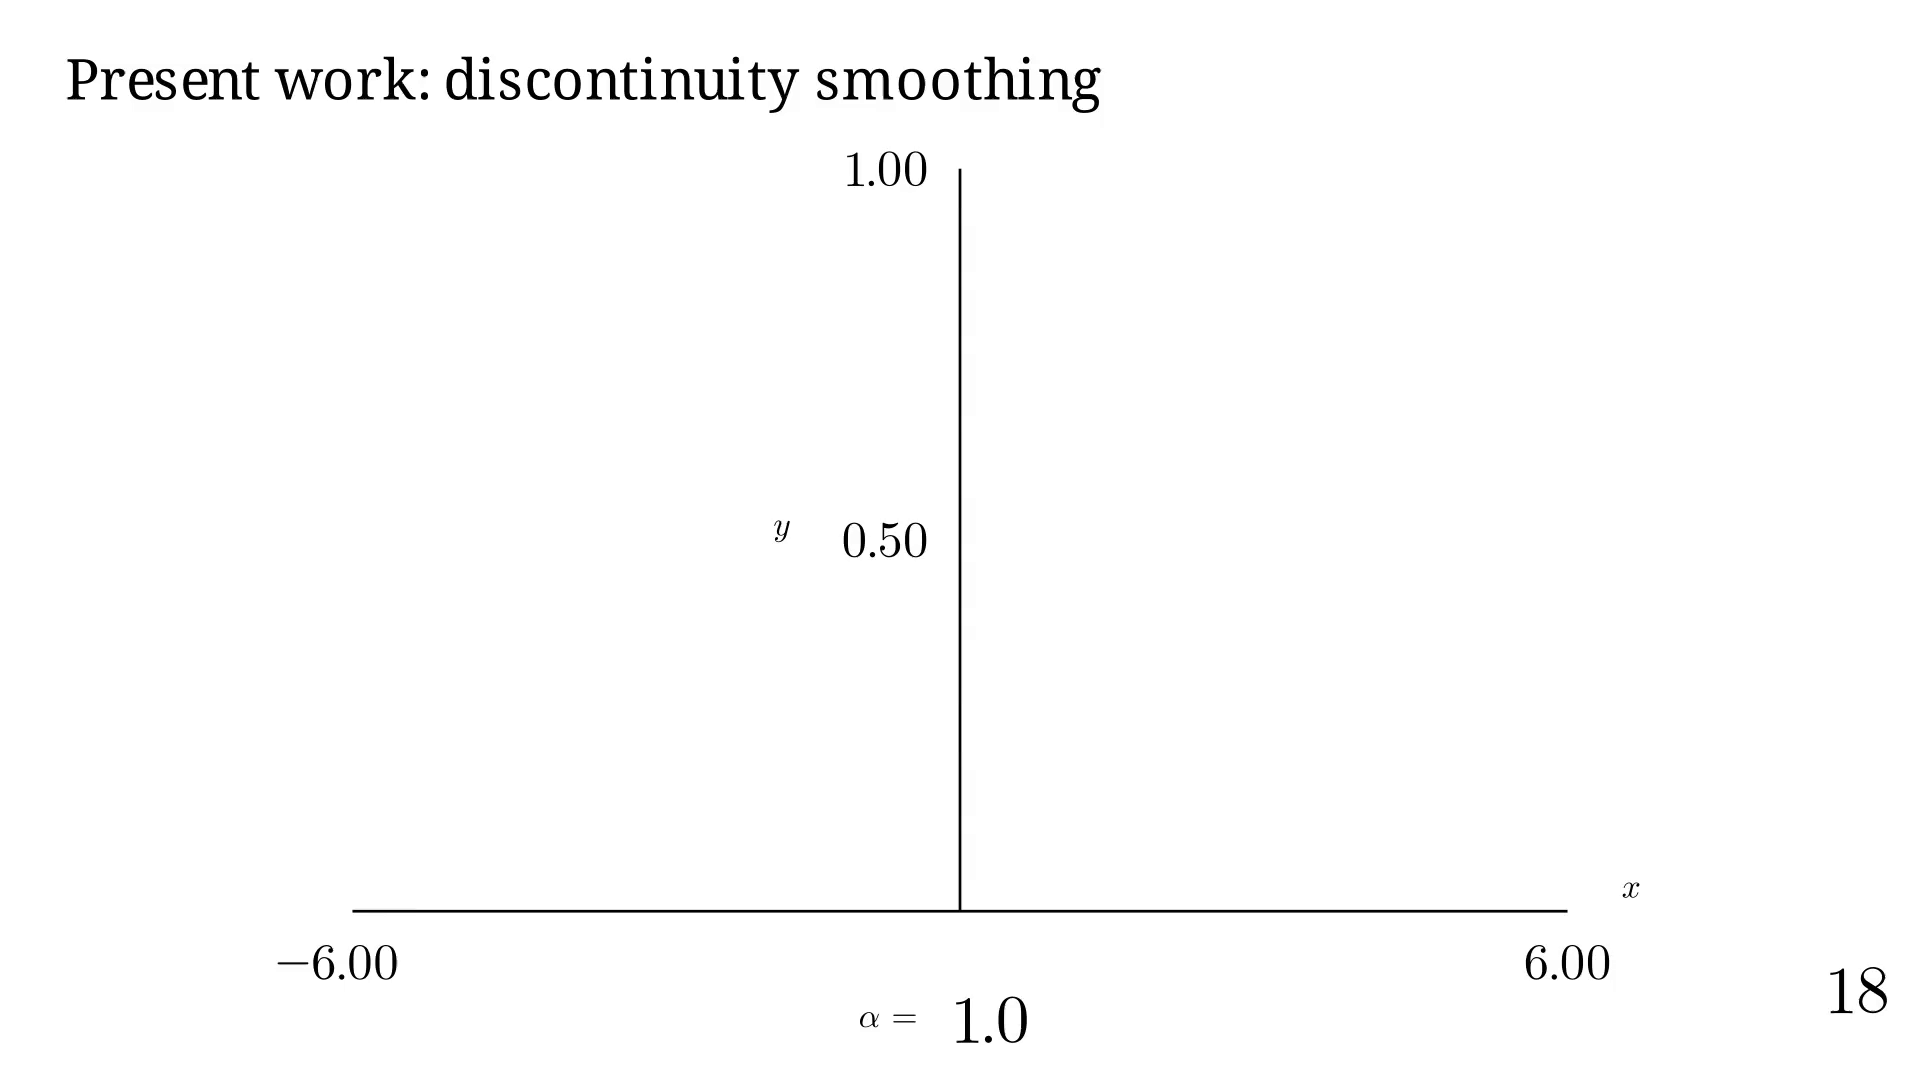 Present work: discontinuity smoothing
1.00
y 0.50
x
−6.00 6.00
α = 1.0
18